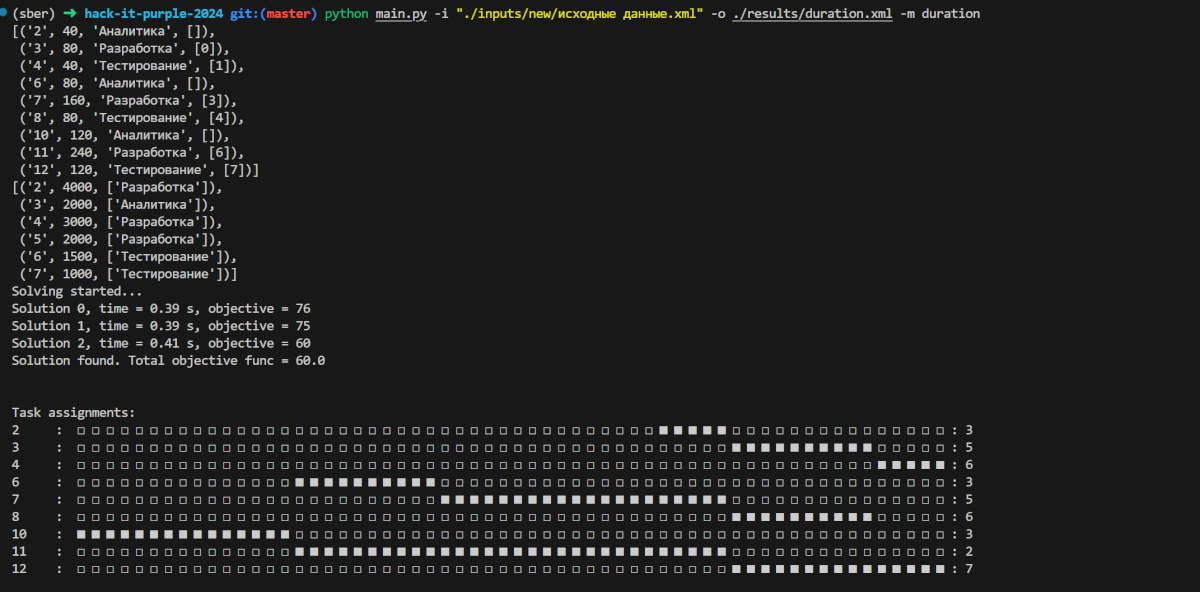 (sber) ➜ hack-it-purple-2024 git:(master) python main.py -i "./inputs/new/исходные данные.xml" -o ./results/duration.xml -m duration
[('2', 40, 'Аналитика', []),
('3', 80, 'Разработка', [0]),
('4', 40, 'Тестирование', [1]),
('6', 80, 'Аналитика', []),
('7', 160, 'Разработка', [3]),
('8', 80, 'Тестирование', [4]),
('10', 120, 'Аналитика', []),
('11', 240, 'Разработка', [6]),
('12', 120, 'Тестирование', [7])]
[('2', 4000, ['Разработка']),
('3', 2000, ['Аналитика']),
('4', 3000, ['Разработка']),
('5', 2000, ['Разработка']),
('6', 1500, ['Тестирование']),
('7', 1000, ['Тестирование'])]
Solving started...
Solution 0, time = 0.39 s, objective = 76
Solution 1, time = 0.39 s, objective = 75
Solution 2, time = 0.41 s, objective = 60
Solution found. Total objective func = 60.0
Task assignments:
2 : □ □ □ □ □ □ □ □ □ □ □ □ □ □ □ □ □ □ □ □ □ □ □ □ □ □ □ □ □ □ □ □ □ □ □ □ □ □ □ □ ■ ■ ■ ■ ■ □ □ □ □ □ □ □ □ □ □ □ □ □ □ □ : 3
3 : □ □ □ □ □ □ □ □ □ □ □ □ □ □ □ □ □ □ □ □ □ □ □ □ □ □ □ □ □ □ □ □ □ □ □ □ □ □ □ □ □ □ □ □ □ ■ ■ ■ ■ ■ ■ ■ ■ ■ ■ □ □ □ □ □ : 5
4 : □ □ □ □ □ □ □ □ □ □ □ □ □ □ □ □ □ □ □ □ □ □ □ □ □ □ □ □ □ □ □ □ □ □ □ □ □ □ □ □ □ □ □ □ □ □ □ □ □ □ □ □ □ □ □ ■ ■ ■ ■ ■ : 6
6 : □ □ □ □ □ □ □ □ □ □ □ □ □ □ □ ■ ■ ■ ■ ■ ■ ■ ■ ■ ■ □ □ □ □ □ □ □ □ □ □ □ □ □ □ □ □ □ □ □ □ □ □ □ □ □ □ □ □ □ □ □ □ □ □ □ : 3
7 : □ □ □ □ □ □ □ □ □ □ □ □ □ □ □ □ □ □ □ □ □ □ □ □ □ ■ ■ ■ ■ ■ ■ ■ ■ ■ ■ ■ ■ ■ ■ ■ ■ ■ ■ ■ ■ □ □ □ □ □ □ □ □ □ □ □ □ □ □ □ : 5
8 : □ □ □ □ □ □ □ □ □ □ □ □ □ □ □ □ □ □ □ □ □ □ □ □ □ □ □ □ □ □ □ □ □ □ □ □ □ □ □ □ □ □ □ □ □ ■ ■ ■ ■ ■ ■ ■ ■ ■ ■ □ □ □ □ □ : 6
10 : ■ ■ ■ ■ ■ ■ ■ ■ ■ ■ ■ ■ ■ ■ ■ □ □ □ □ □ □ □ □ □ □ □ □ □ □ □ □ □ □ □ □ □ □ □ □ □ □ □ □ □ □ □ □ □ □ □ □ □ □ □ □ □ □ □ □ □ : 3
11 : □ □ □ □ □ □ □ □ □ □ □ □ □ □ □ ■ ■ ■ ■ ■ ■ ■ ■ ■ ■ ■ ■ ■ ■ ■ ■ ■ ■ ■ ■ ■ ■ ■ ■ ■ ■ ■ ■ ■ ■ □ □ □ □ □ □ □ □ □ □ □ □ □ □ □ : 2
12 : □ □ □ □ □ □ □ □ □ □ □ □ □ □ □ □ □ □ □ □ □ □ □ □ □ □ □ □ □ □ □ □ □ □ □ □ □ □ □ □ □ □ □ □ □ ■ ■ ■ ■ ■ ■ ■ ■ ■ ■ ■ ■ ■ ■ ■ : 7